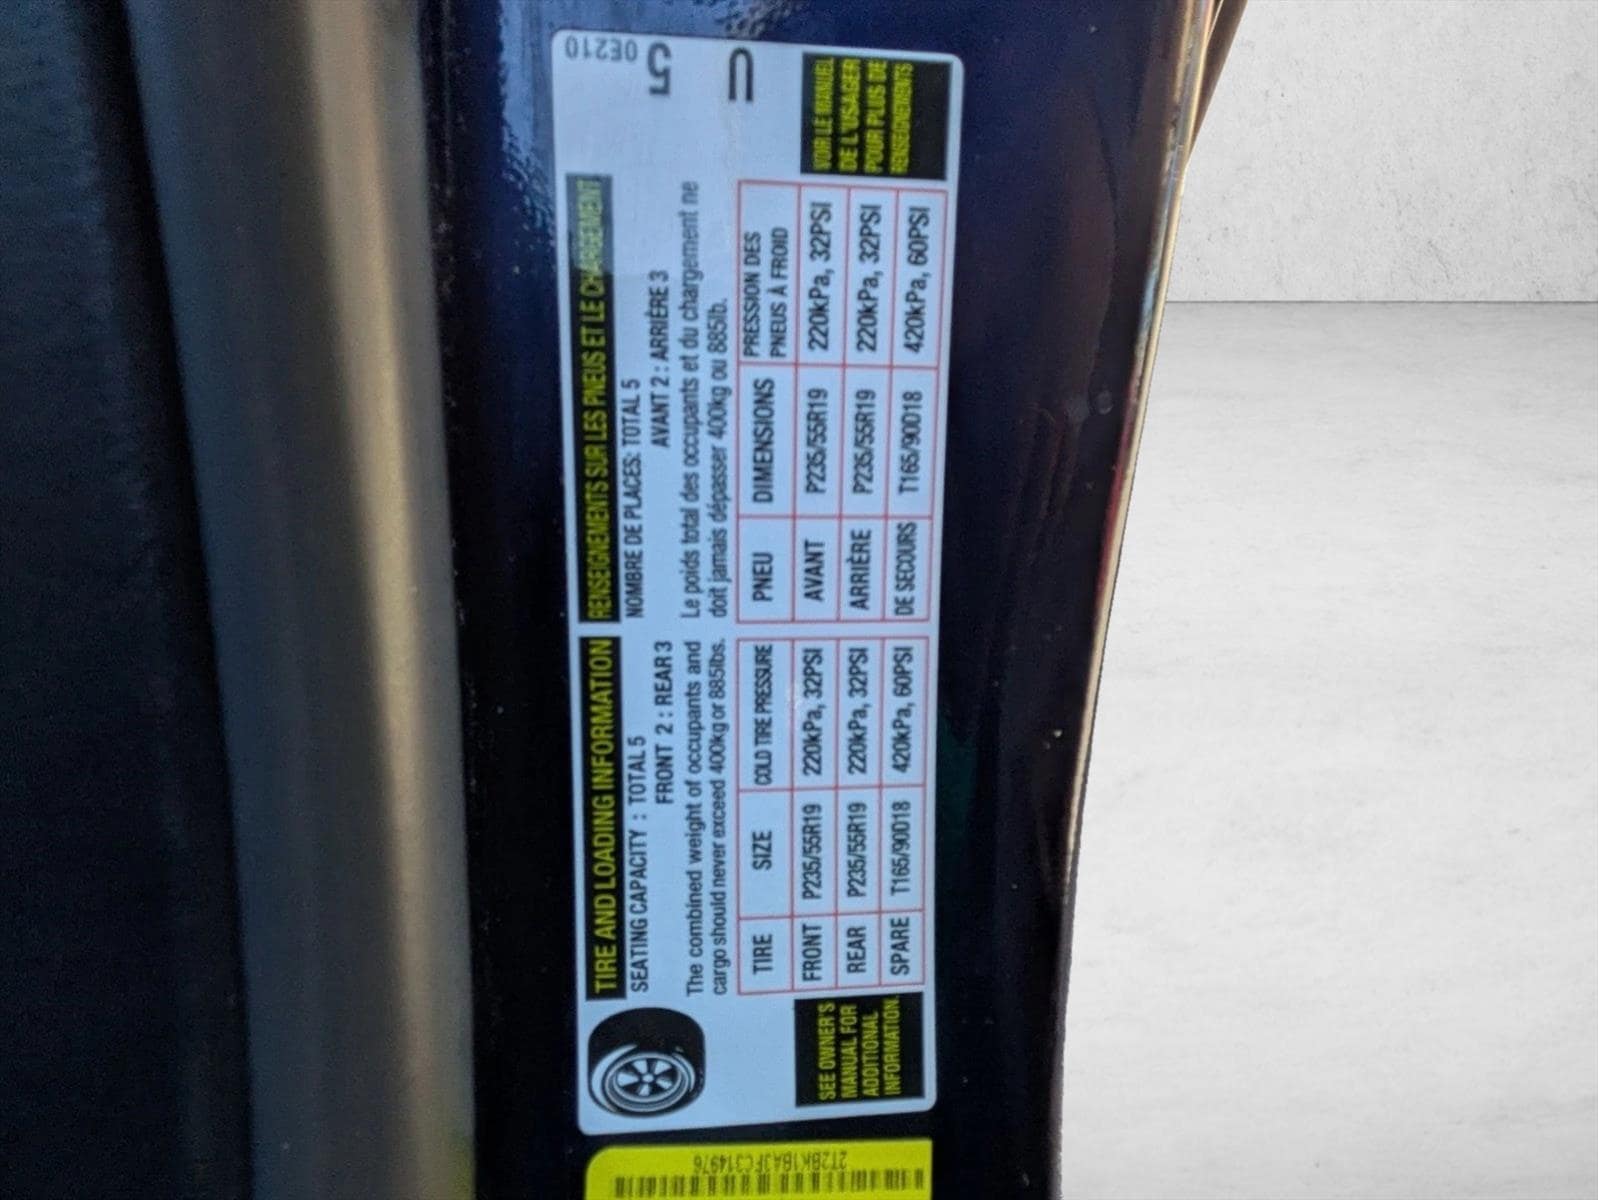 TIRE AND LOADING INFORMATION
SEATING CAPACITY : TOTAL 5
FRONT 2 : REAR 3
The combined weight of occupants and
cargo should never exceed 400kg or 885lbs.
TIRE SIZE COLD TIRE PRESSURE
FRONT P235/55R19 220kPa, 32PSI
REAR P235/55R19 220kPa, 32PSI
SPARE T165/90D18 420kPa, 60PSI
SEE OWNER'S
MANUAL FOR
ADDITIONAL
INFORMATION.
RENSEIGNEMENTS SUR LES PNEUS ET LE CHARGEMENT
NOMBRE DE PLACES: TOTAL 5
AVANT 2 : ARRIÈRE 3
Le poids total des occupants et du chargement ne
doit jamais dépasser 400kg ou 885lb.
PNEU DIMENSIONS PRESSION DES
PNEUS À FROID
AVANT P235/55R19 220kPa, 32PSI
ARRIÈRE P235/55R19 220kPa, 32PSI
DE SECOURS T165/90D18 420kPa, 60PSI
VOIR LE MANUEL
DE L'USAGER
POUR PLUS DE
RENSEIGNEMENTS
0E210
5
U
2T2BK1BA3FC314976